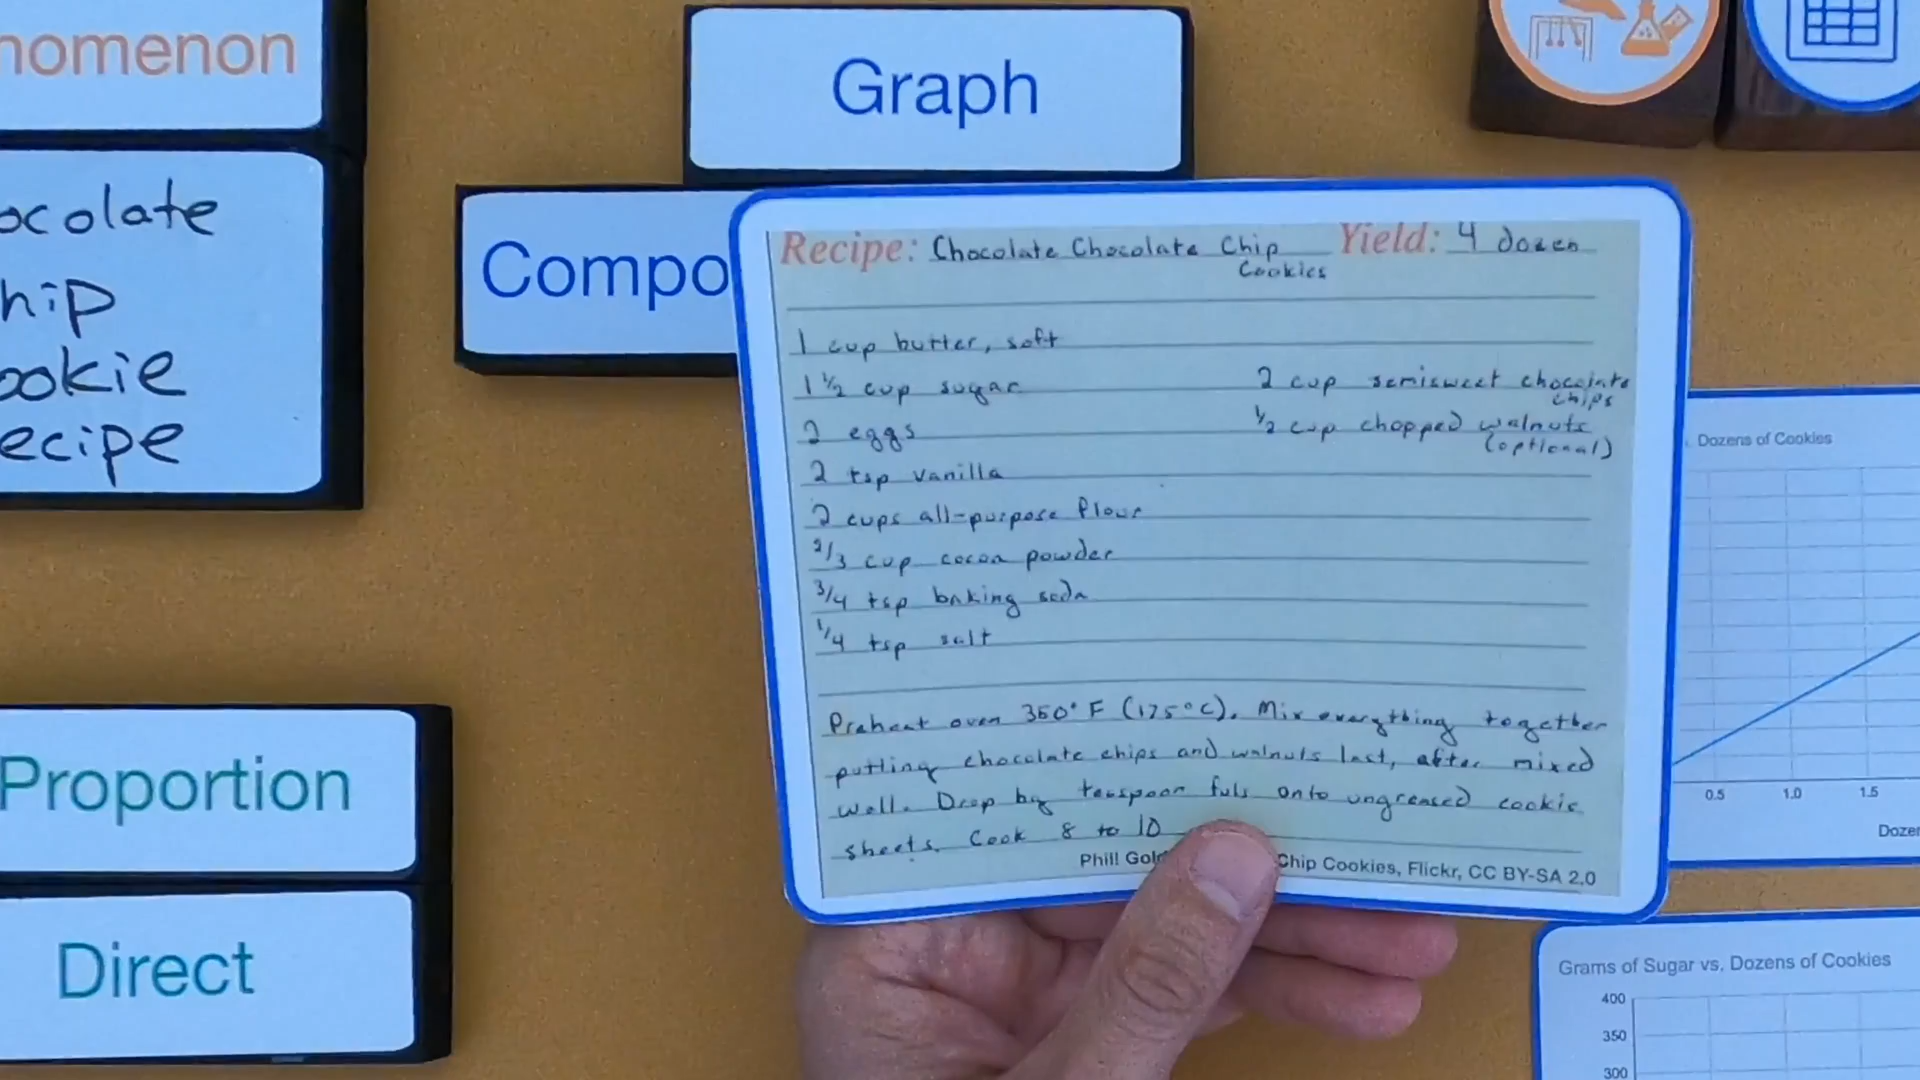 nomenon
ocolate
hip
ookie
ecipe
Proportion
Direct
Graph
Compo
Recipe: Chocolate Chocolate Chip Cookies Yield: 4 dozen
1 cup butter, soft
1 1/2 cup sugar
2 eggs
2 tsp vanilla
2 cups all-purpose flour
2/3 cup cocoa powder
3/4 tsp baking soda
1/4 tsp salt
2 cup semisweet chocolate
chips
1/2 cup chopped walnuts
(optional)
Preheat oven 350° F (175°C). Mix everything together
putting chocolate chips and walnuts last, after mixed
well. Drop by teaspoon fuls onto ungreased cookie
sheets. Cook 8 to 10
Phill Gold Chip Cookies, Flickr, CC BY-SA 2.0
. Dozens of Cookies
0.5 1.0 1.5
Dozen
Grams of Sugar vs. Dozens of Cookies
400
350
300